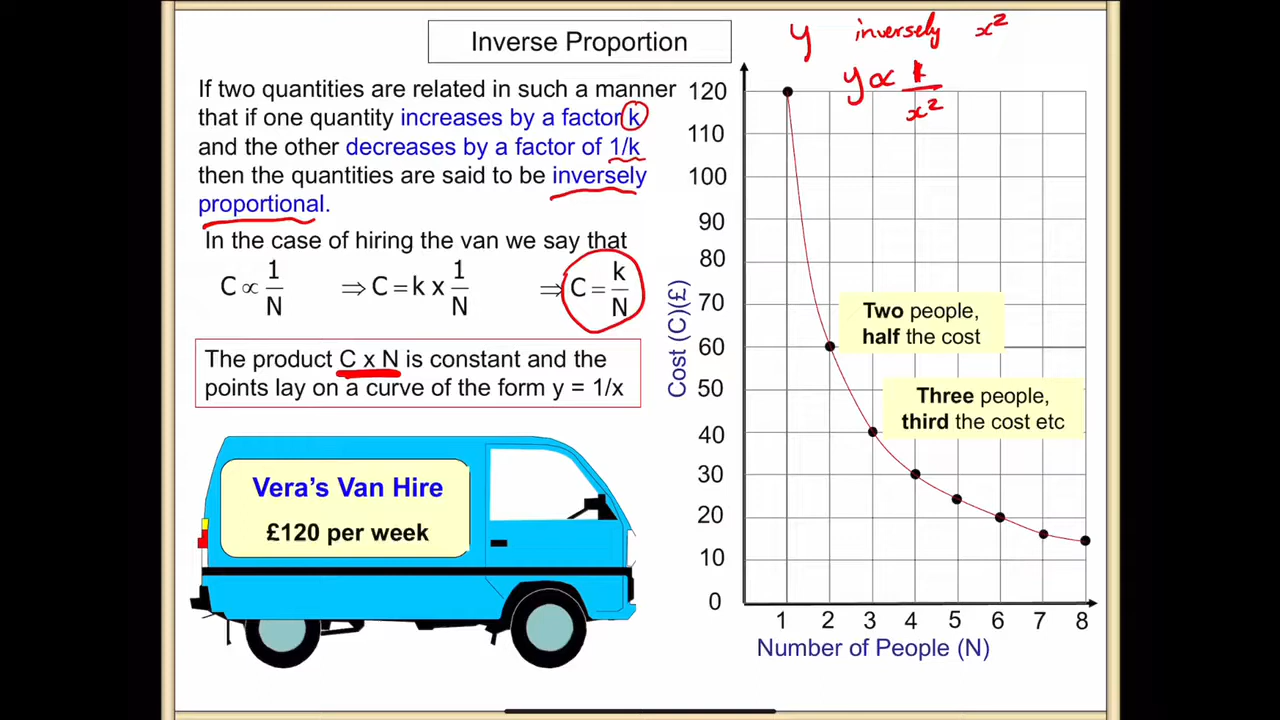 Inverse Proportion
y inversely x²
y ∝
x²
If two quantities are related in such a manner
that if one quantity increases by a factor k
and the other decreases by a factor of 1/k
then the quantities are said to be inversely
proportional.
In the case of hiring the van we say that
C ∝ 1/N ⇒ C = k x 1/N ⇒ C = k/N
The product C x N is constant and the
points lay on a curve of the form y = 1/x
Vera's Van Hire
£120 per week
Cost (C)(£)
120
110
100
90
80
70
60
50
40
30
20
10
0
Two people,
half the cost
Three people,
third the cost etc
1 2 3 4 5 6 7 8
Number of People (N)